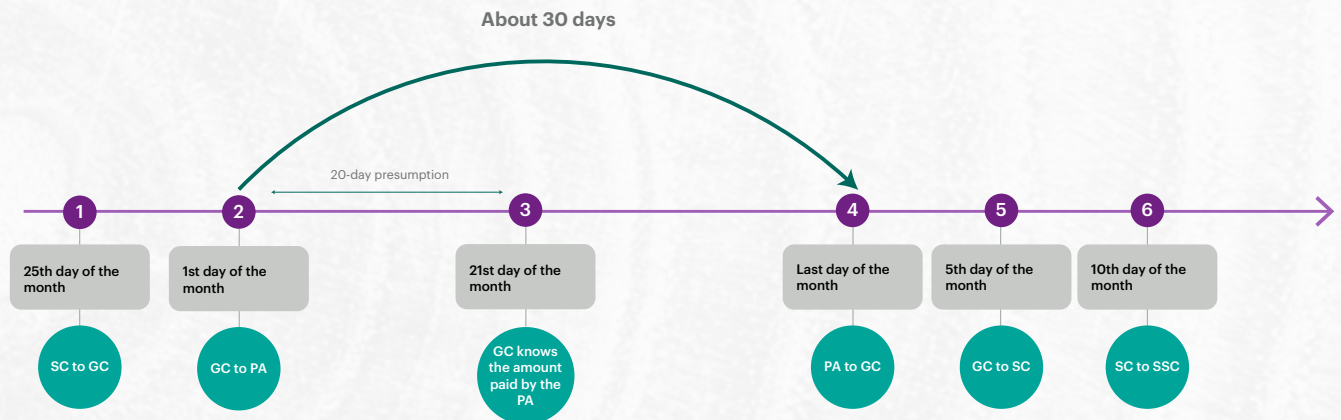 About 30 days
20-day presumption
1
2
3
4
5
6
25th day of the
month
1st day of the
month
21st day of the
month
Last day of the
month
5th day of the
month
10th day of the
month
SC to GC
GC to PA
GC knows
the amount
paid by the
PA
PA to GC
GC to SC
SC to SSC